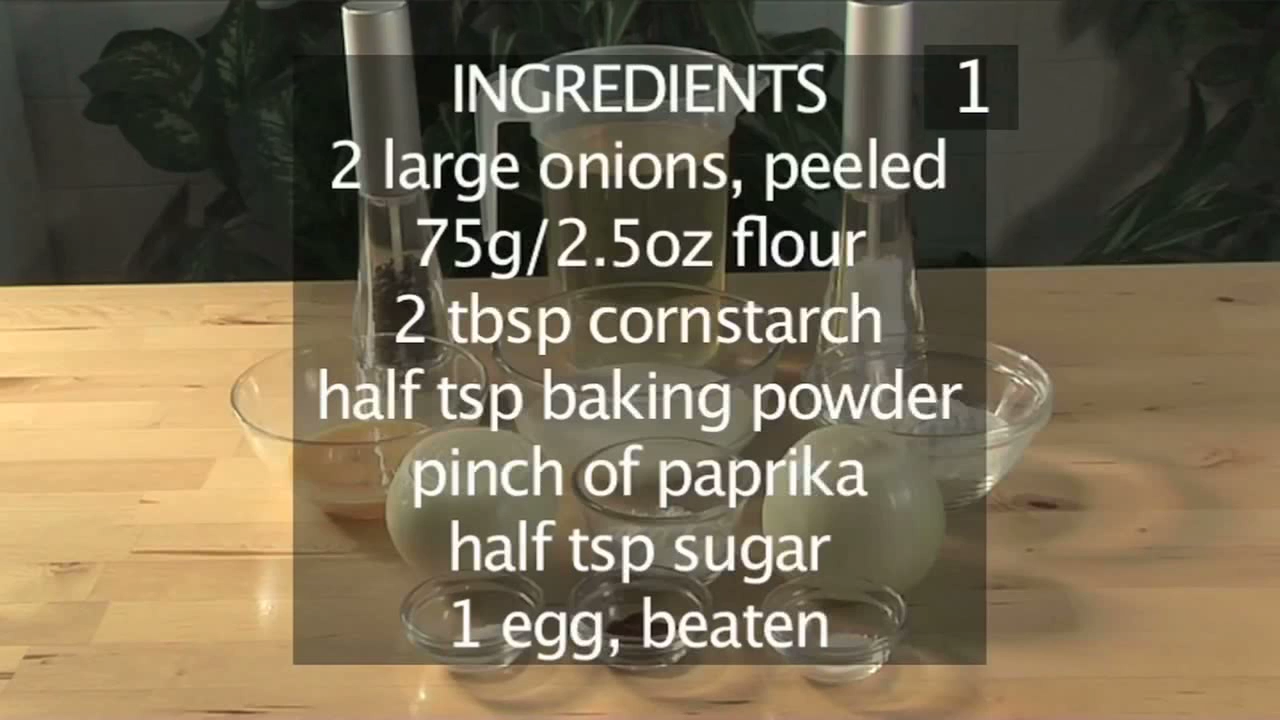 INGREDIENTS 1
2 large onions, peeled
75g/2.5oz flour
2 tbsp cornstarch
half tsp baking powder
pinch of paprika
half tsp sugar
1 egg, beaten